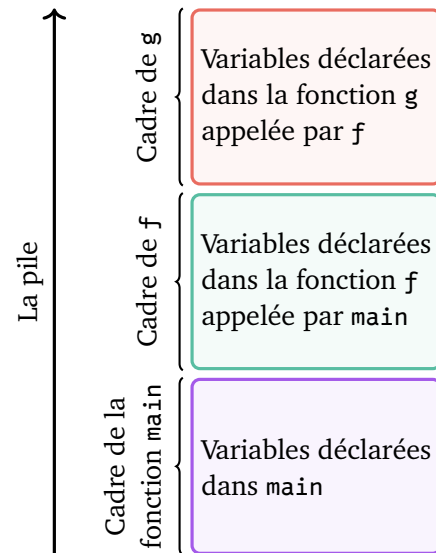 La pile
Cadre de g
Variables déclarées
dans la fonction g
appelée par f
Cadre de f
Variables déclarées
dans la fonction f
appelée par main
Cadre de la
fonction main
Variables déclarées
dans main